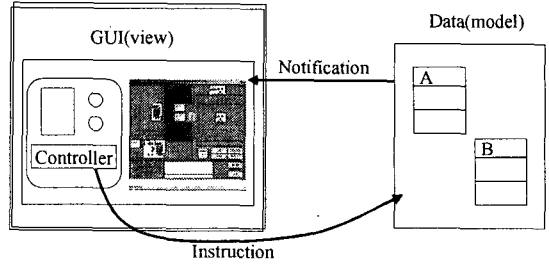 GUI(view)
Data(model)
Notification
A
B
Controller
Instruction